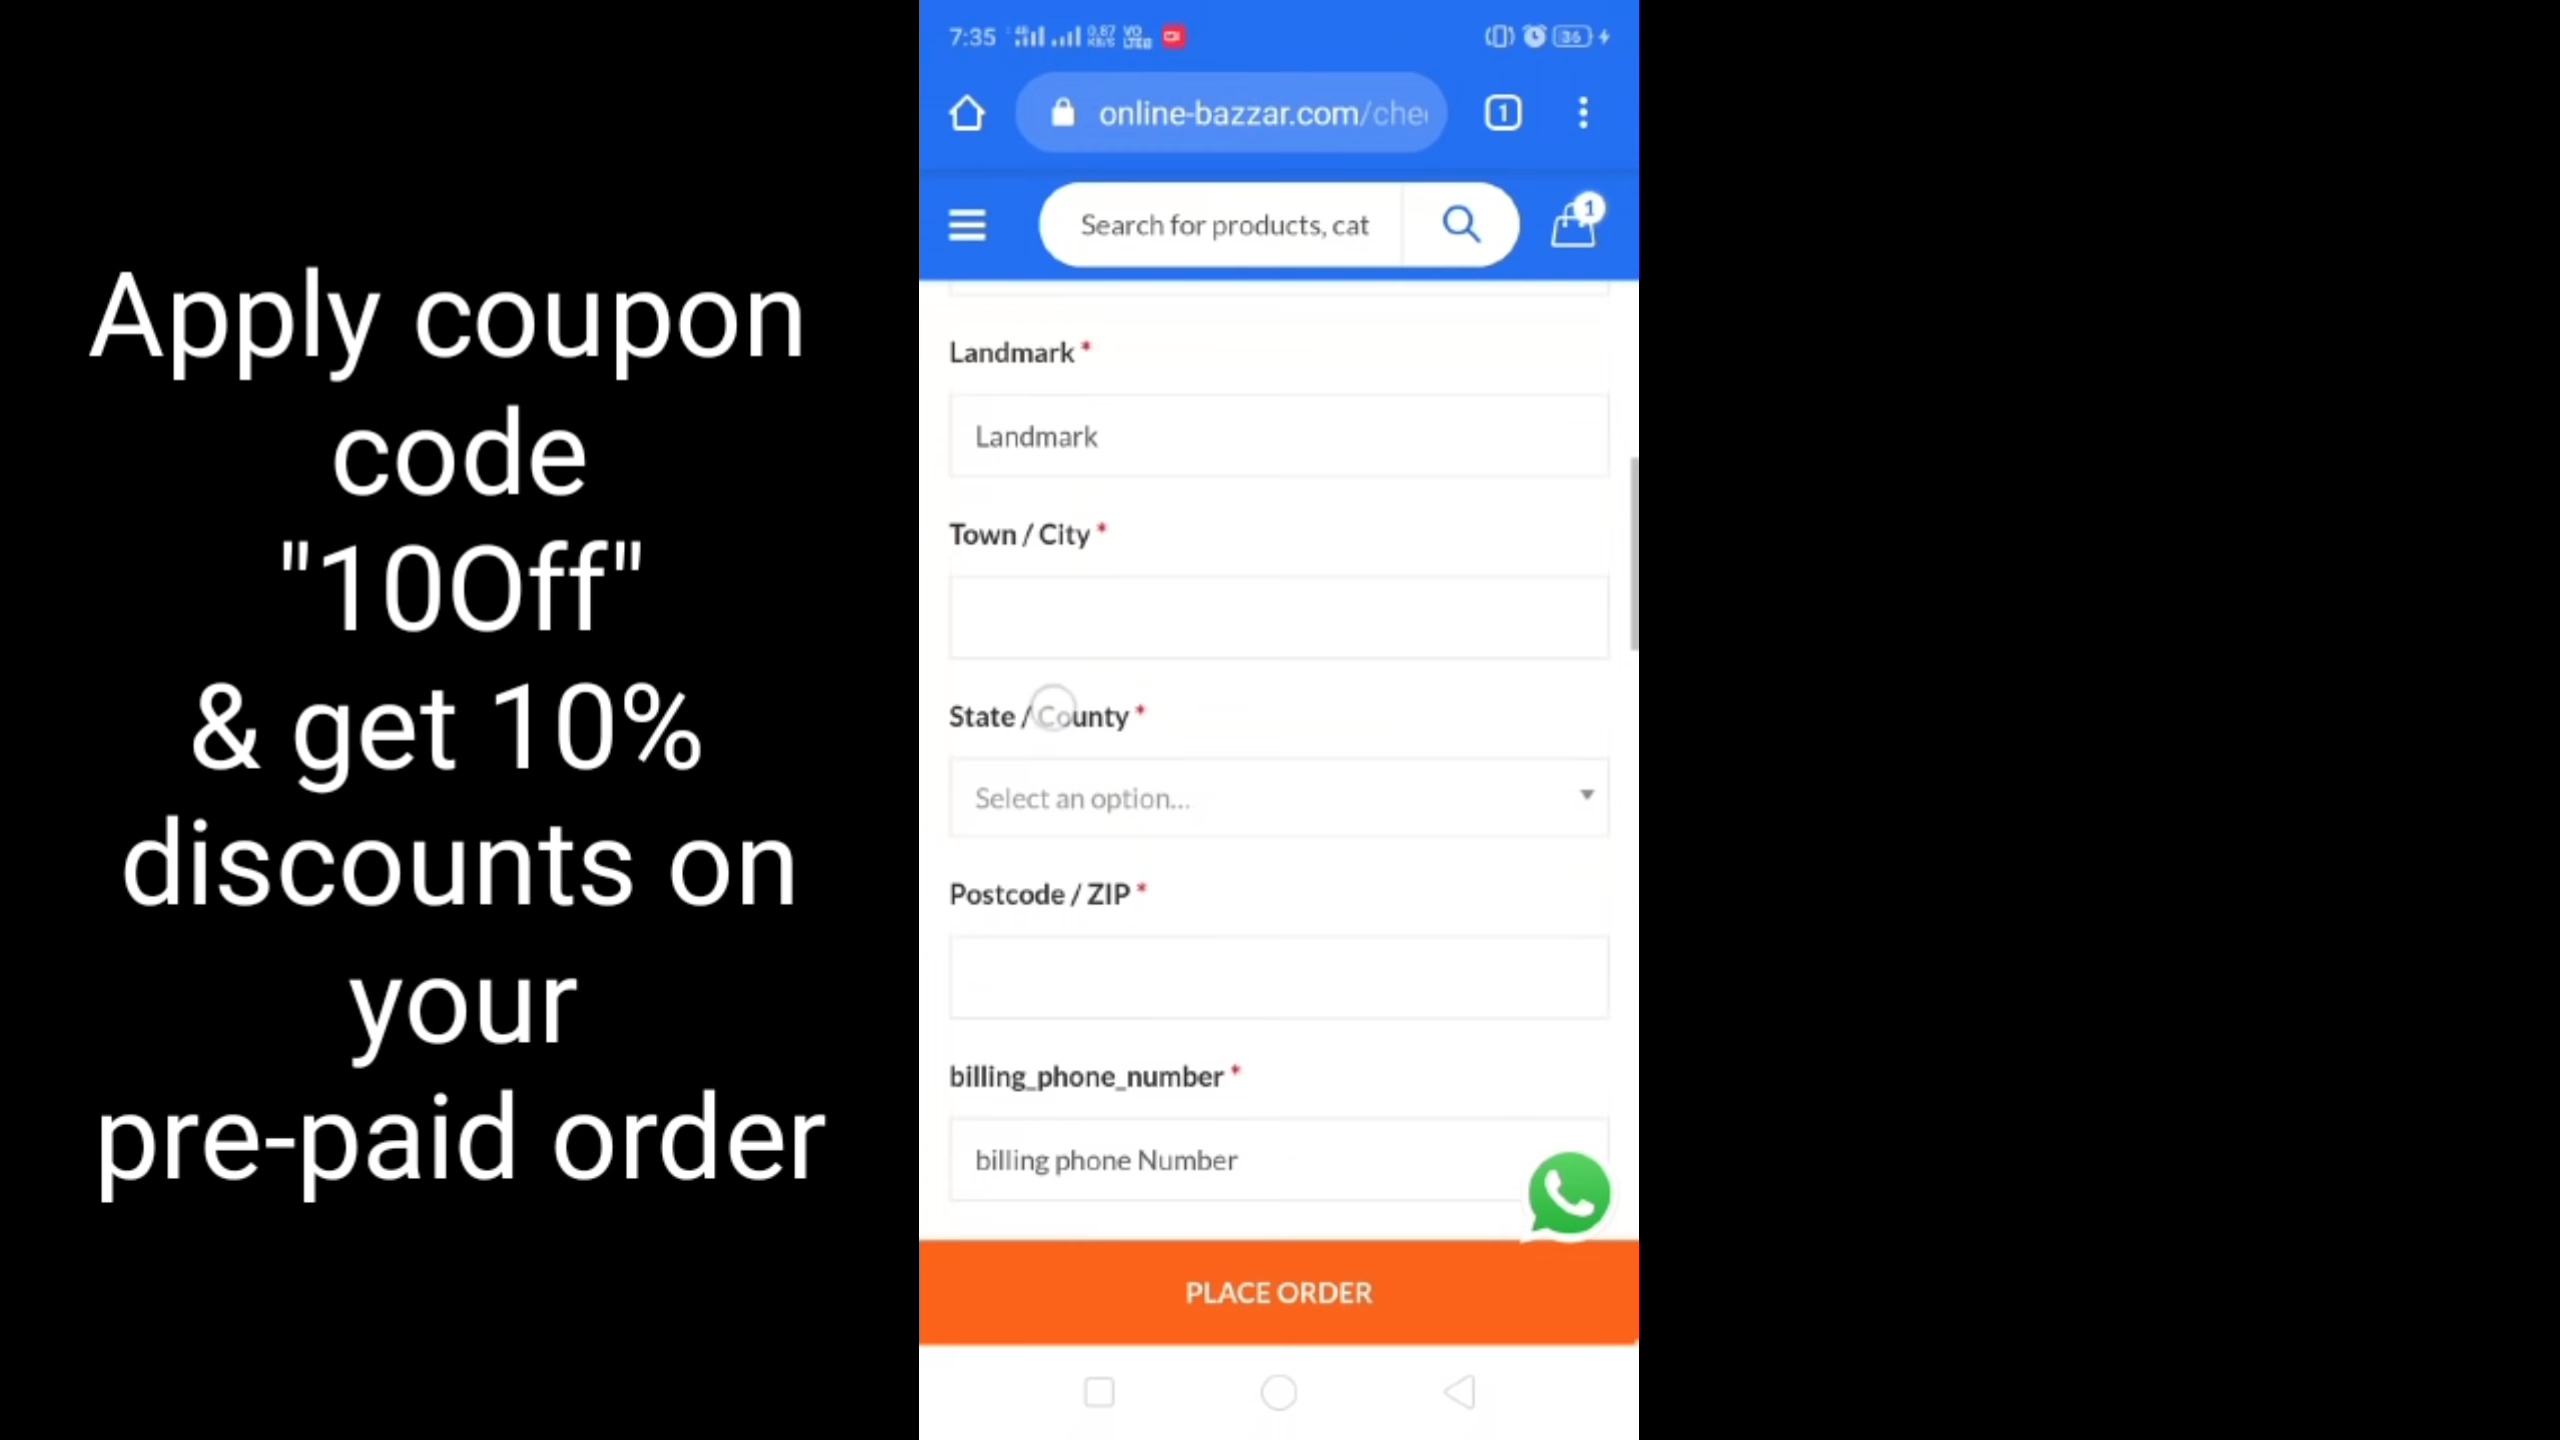 Apply coupon
code
"10Off"
& get 10%
discounts on
your
pre-paid order
7:35
36
online-bazzar.com/che
1
Search for products, cat
1
Landmark *
Landmark
Town / City *
State / County *
Select an option...
Postcode / ZIP *
billing_phone_number *
billing phone Number
PLACE ORDER